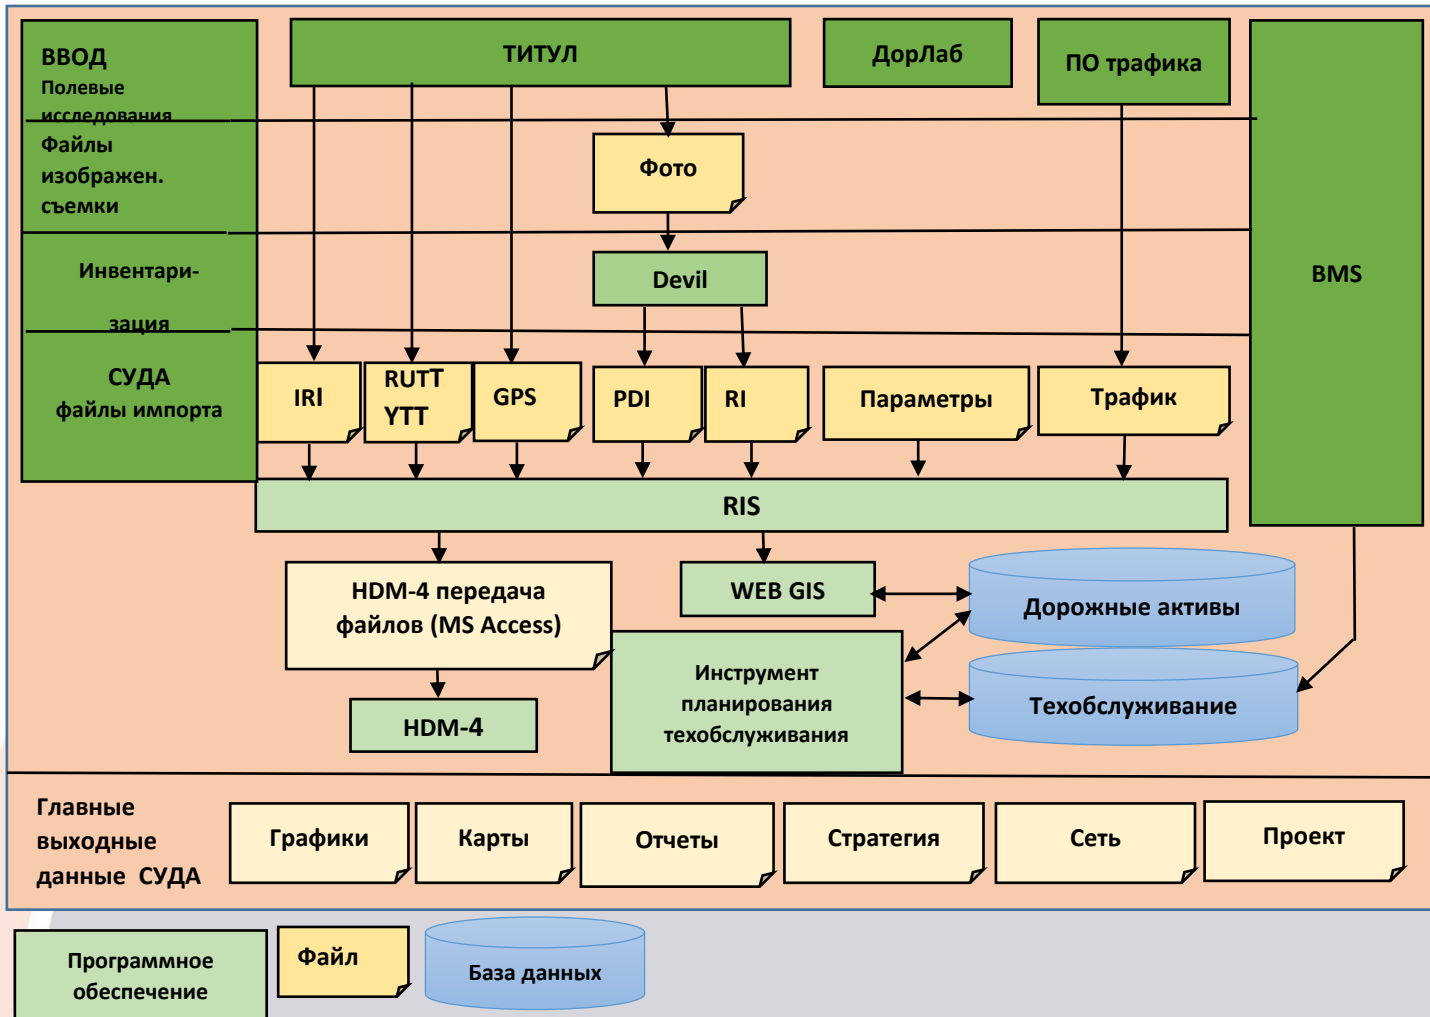 ВВОД
Полевые
исследования
Файлы
изображен.
съемки
ТИТУЛ
ДорЛаб
ПО трафика
BMS
Фото
Инвентари-
зация
Devil
СУДА
файлы импорта
IRI
RUTT
YTT
GPS
PDI
RI
Параметры
Трафик
RIS
HDM-4 передача
файлов (MS Access)
WEB GIS
Дорожные активы
Инструмент
планирования
техобслуживания
Техобслуживание
HDM-4
Главные
выходные
данные СУДА
Графики
Карты
Отчеты
Стратегия
Сеть
Проект
Программное
обеспечение
Файл
База данных